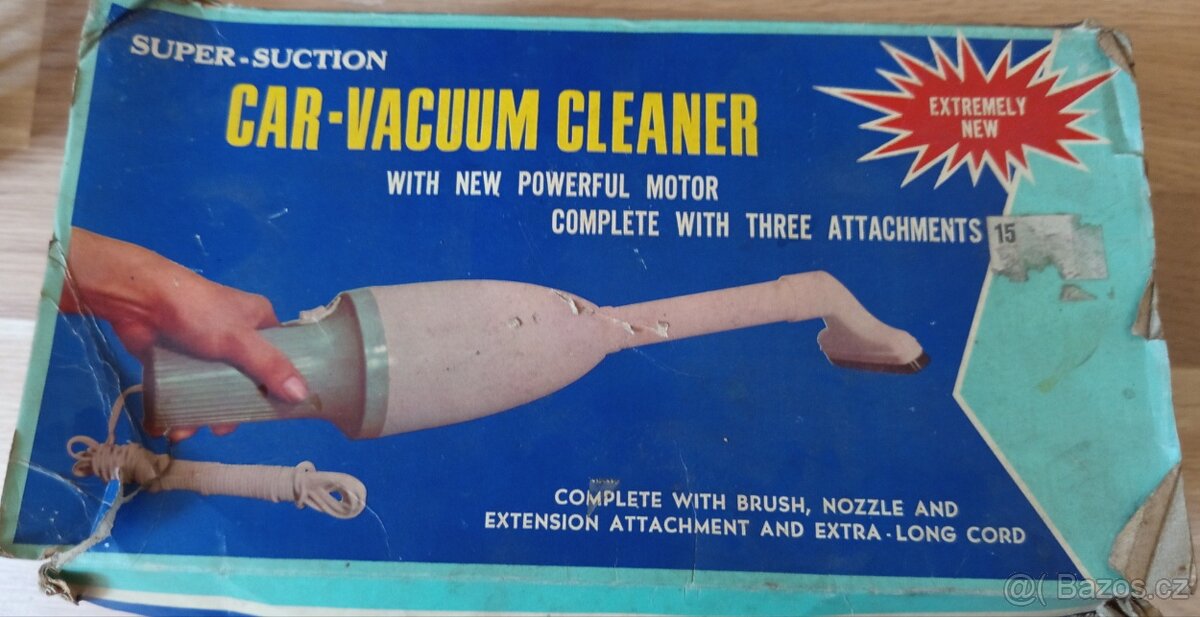 SUPER-SUCTION
CAR-VACUUM CLEANER
EXTREMELY
NEW
WITH NEW POWERFUL MOTOR
COMPLETE WITH THREE ATTACHMENTS
15
COMPLETE WITH BRUSH, NOZZLE AND
EXTENSION ATTACHMENT AND EXTRA-LONG CORD
@( Bazos.cz